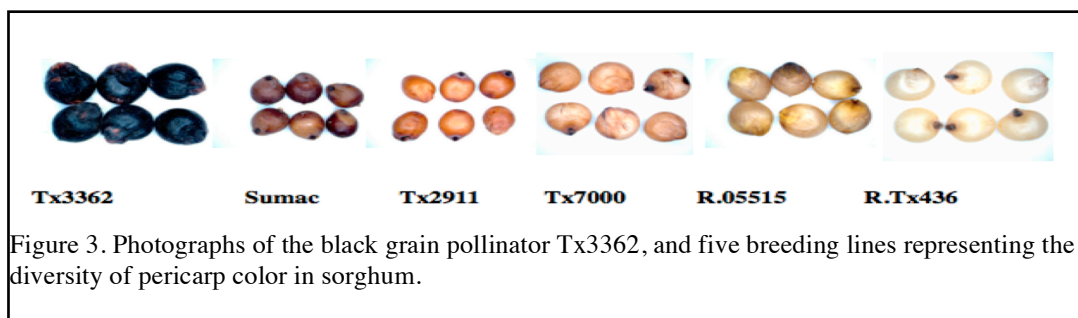 Tx3362 Sumac Tx2911 Tx7000 R.05515 R.Tx436
Figure 3. Photographs of the black grain pollinator Tx3362, and five breeding lines representing the
diversity of pericarp color in sorghum.